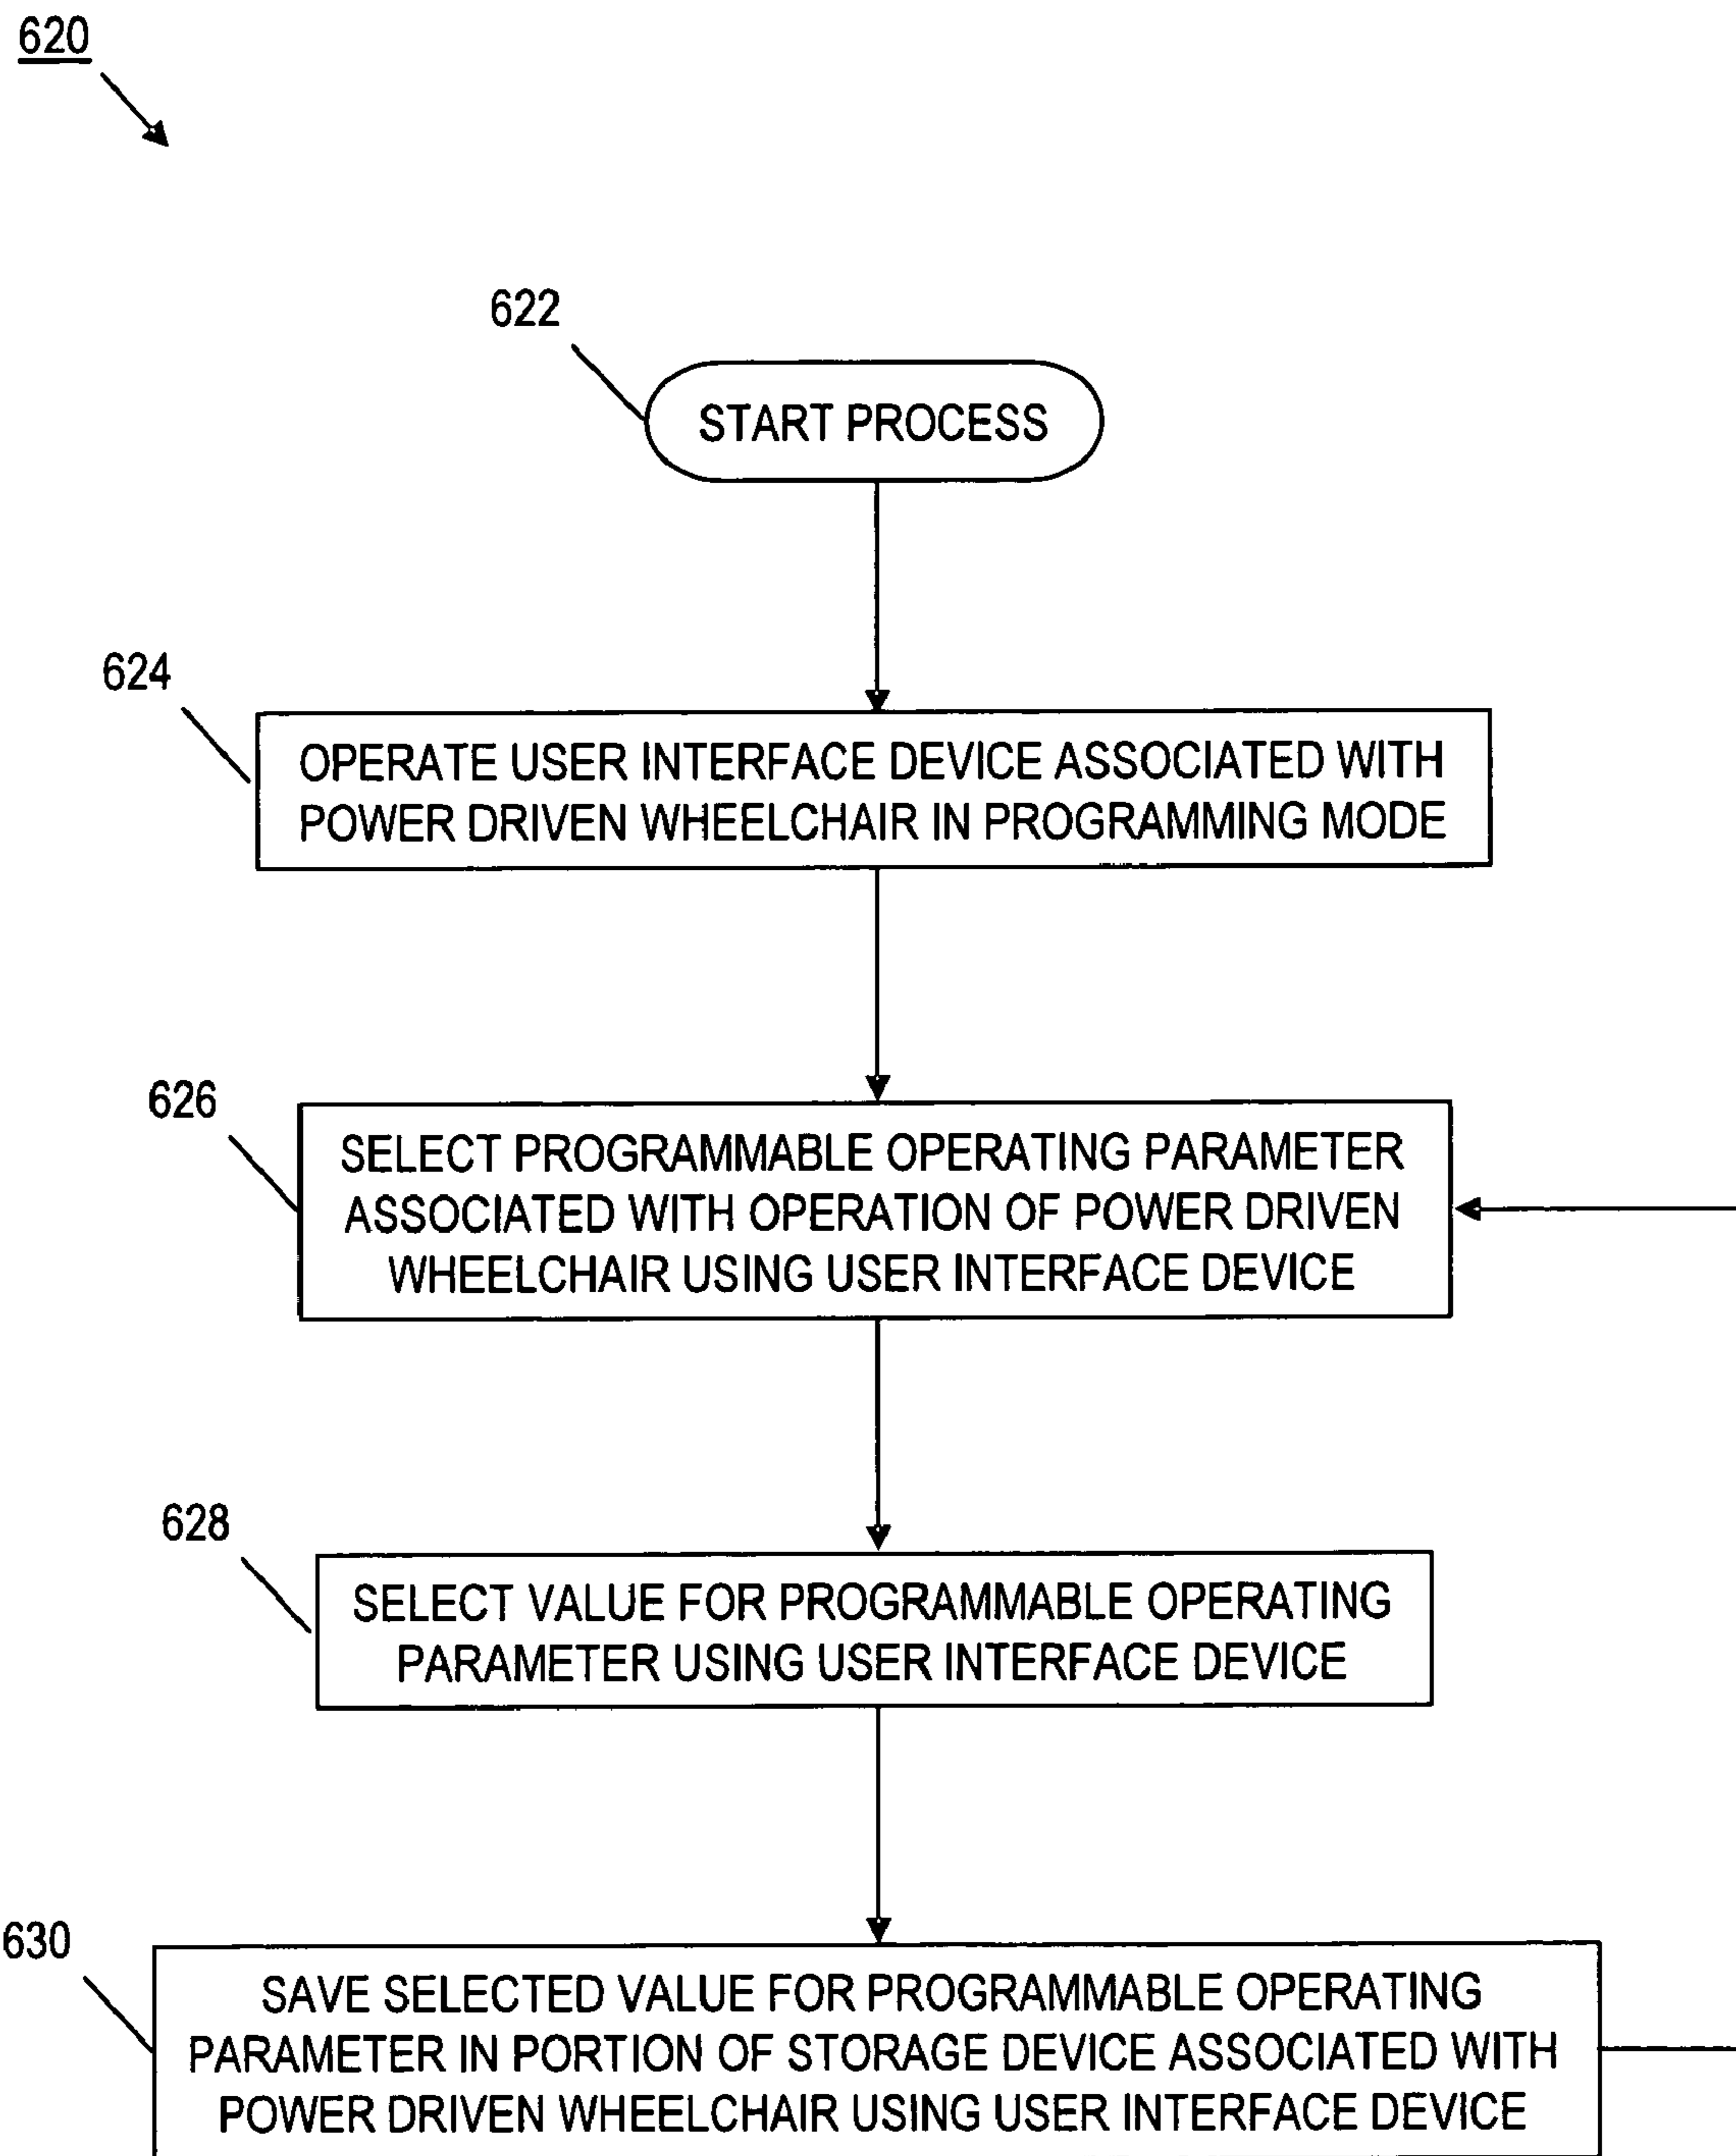 620
622
START PROCESS
624
OPERATE USER INTERFACE DEVICE ASSOCIATED WITH
POWER DRIVEN WHEELCHAIR IN PROGRAMMING MODE
626
SELECT PROGRAMMABLE OPERATING PARAMETER
ASSOCIATED WITH OPERATION OF POWER DRIVEN
WHEELCHAIR USING USER INTERFACE DEVICE
628
SELECT VALUE FOR PROGRAMMABLE OPERATING
PARAMETER USING USER INTERFACE DEVICE
630
SAVE SELECTED VALUE FOR PROGRAMMABLE OPERATING
PARAMETER IN PORTION OF STORAGE DEVICE ASSOCIATED WITH
POWER DRIVEN WHEELCHAIR USING USER INTERFACE DEVICE